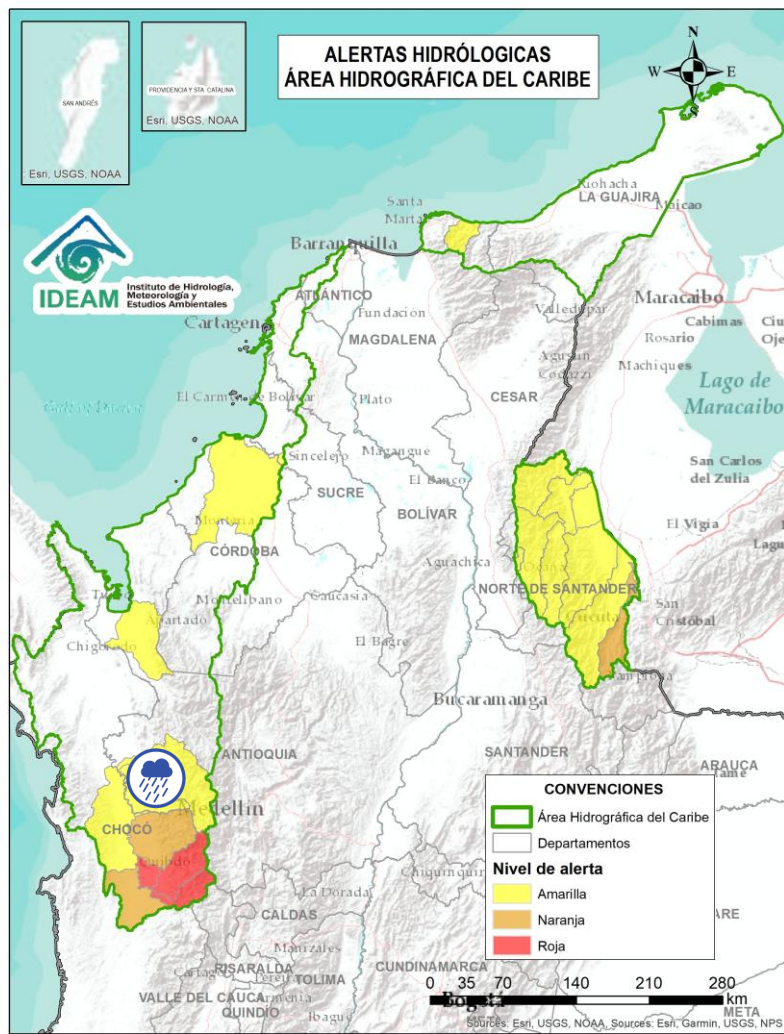 ALERTAS HIDRÓLOGICAS
ÁREA HIDROGRÁFICA DEL CARIBE
N
W
E
S
SAN ANDRÉS
Esri, USGS, NOAA
PROVIDENCIA Y STA. CATALINA
Esri, USGS, NOAA
IDEAM
Instituto de Hidrología,
Meteorología y
Estudios Ambientales
Riohacha
LA GUAJIRA
Maicao
Santa
Marta
Barranquilla
ATLÁNTICO
Maracaibo
Cabimas
Fundación
Valledupar
Rosario
MAGDALENA
Agustín
Codazzi
Machiques
Lago de
Maracaibo
CESAR
El Carmen de Bolívar
Plato
San Carlos
del Zulia
Sincelejo
Magangue
El Banco
SUCRE
BOLÍVAR
El Vigía
Montería
CÓRDOBA
Aguachica
Ocaña
NORTE DE SANTANDER
Cúcuta
San
Cristóbal
Montelíbano
Caucasia
Apartado
El Bagre
Bucaramanga
ANTIOQUIA
SANTANDER
ARAUCA
Medellín
CHOCÓ
Quibdó
La Dorada
CALDAS
Manizales
RISARALDA
TOLIMA
CUNDINAMARCA
VALLE DEL CAUCA
Armenia
QUINDÍO
Ibagué
Bogotá
META
CONVENCIONES
Área Hidrográfica del Caribe
Departamentos
Nivel de alerta
Amarilla
Naranja
Roja
0 35 70 140 210 280
km
Sources: Esri, USGS, NOAA, Sources: Esri, Garmin, USGS, NPS